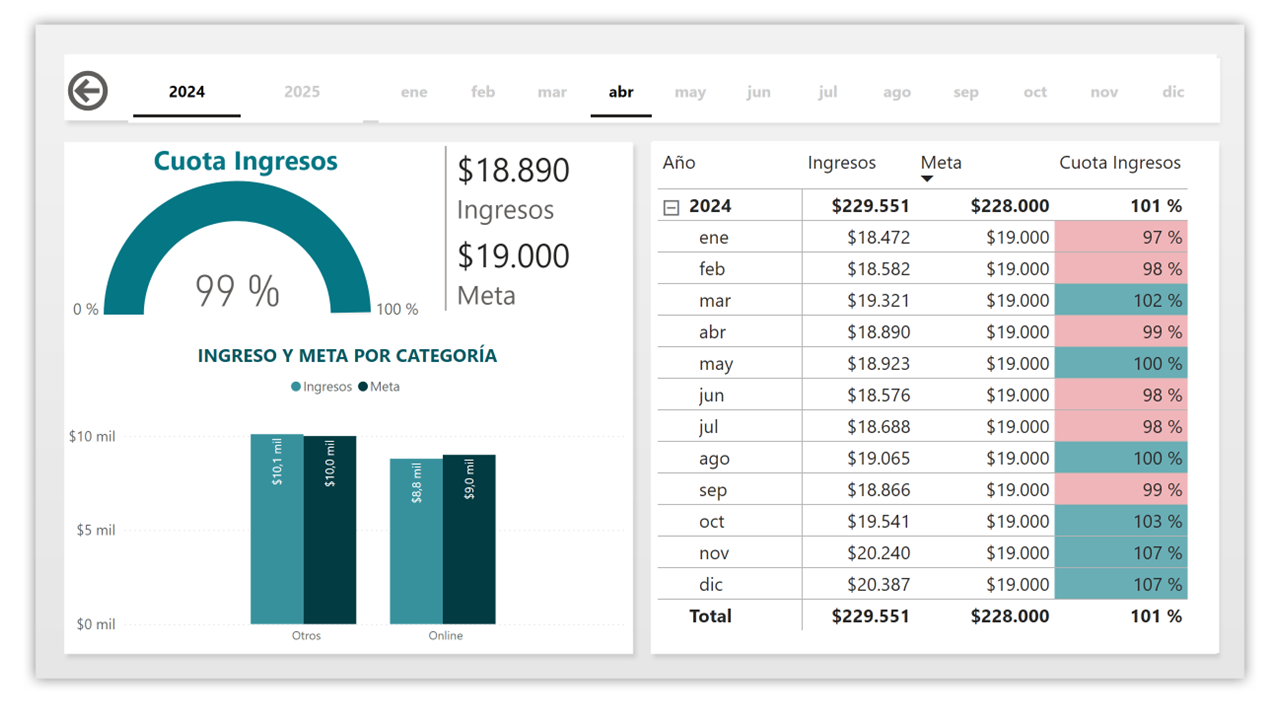 2024 2025 ene feb mar abr may jun jul ago sep oct nov dic
Cuota Ingresos
99 %
0 %
100 %
$18.890
Ingresos
$19.000
Meta
INGRESO Y META POR CATEGORÍA
Ingresos Meta
$10 mil
$5 mil
$0 mil
$10,1 mil
$10,0 mil
$8,8 mil
$9,0 mil
Otros
Online
Año Ingresos Meta Cuota Ingresos
2024 $229.551 $228.000 101 %
ene $18.472 $19.000 97 %
feb $18.582 $19.000 98 %
mar $19.321 $19.000 102 %
abr $18.890 $19.000 99 %
may $18.923 $19.000 100 %
jun $18.576 $19.000 98 %
jul $18.688 $19.000 98 %
ago $19.065 $19.000 100 %
sep $18.866 $19.000 99 %
oct $19.541 $19.000 103 %
nov $20.240 $19.000 107 %
dic $20.387 $19.000 107 %
Total $229.551 $228.000 101 %